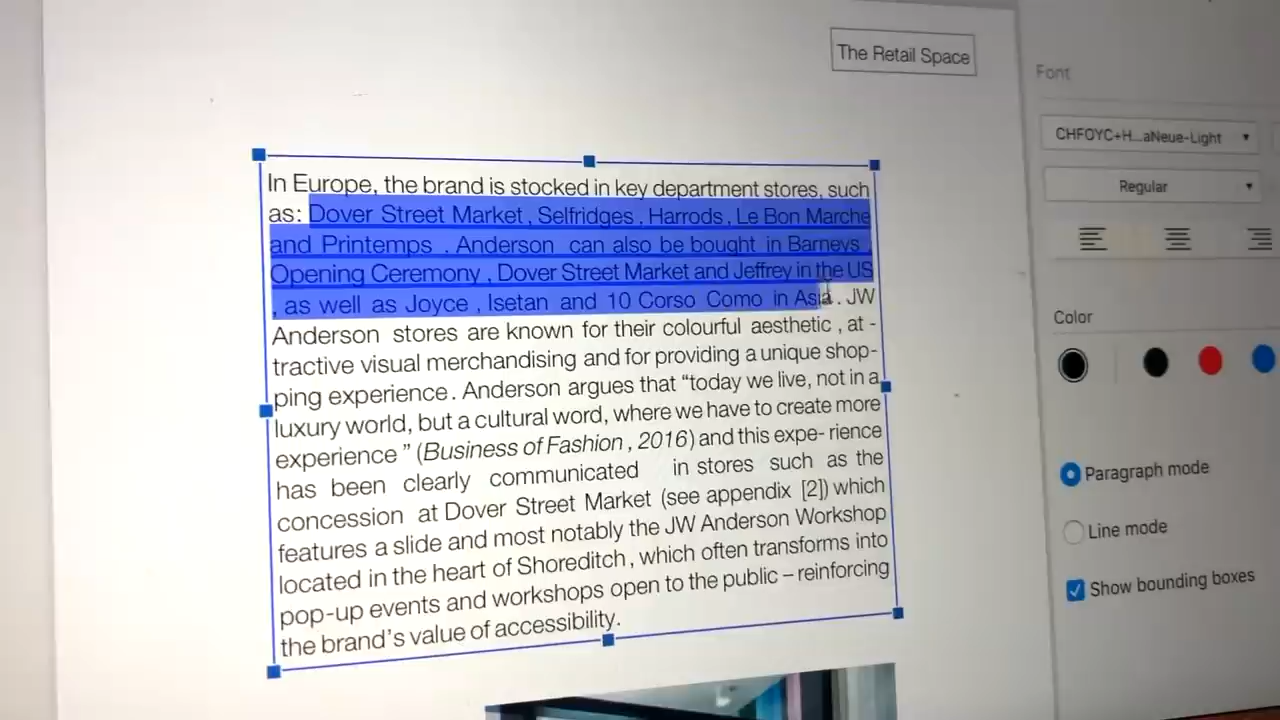 The Retail Space
Font
CHFOYC+H...aNeue-Light
Regular
Color
Paragraph mode
Line mode
Show bounding boxes
In Europe, the brand is stocked in key department stores, such
as: Dover Street Market , Selfridges , Harrods , Le Bon Marche
and Printemps . Anderson can also be bought in Barneys ,
Opening Ceremony , Dover Street Market and Jeffrey in the US
, as well as Joyce , Isetan and 10 Corso Como in Asia . JW
Anderson stores are known for their colourful aesthetic , at -
tractive visual merchandising and for providing a unique shop-
ping experience . Anderson argues that “today we live, not in a
luxury world, but a cultural word, where we have to create more
experience ” (Business of Fashion , 2016) and this expe- rience
has been clearly communicated in stores such as the
concession at Dover Street Market (see appendix [2]) which
features a slide and most notably the JW Anderson Workshop
located in the heart of Shoreditch , which often transforms into
pop-up events and workshops open to the public – reinforcing
the brand’s value of accessibility.